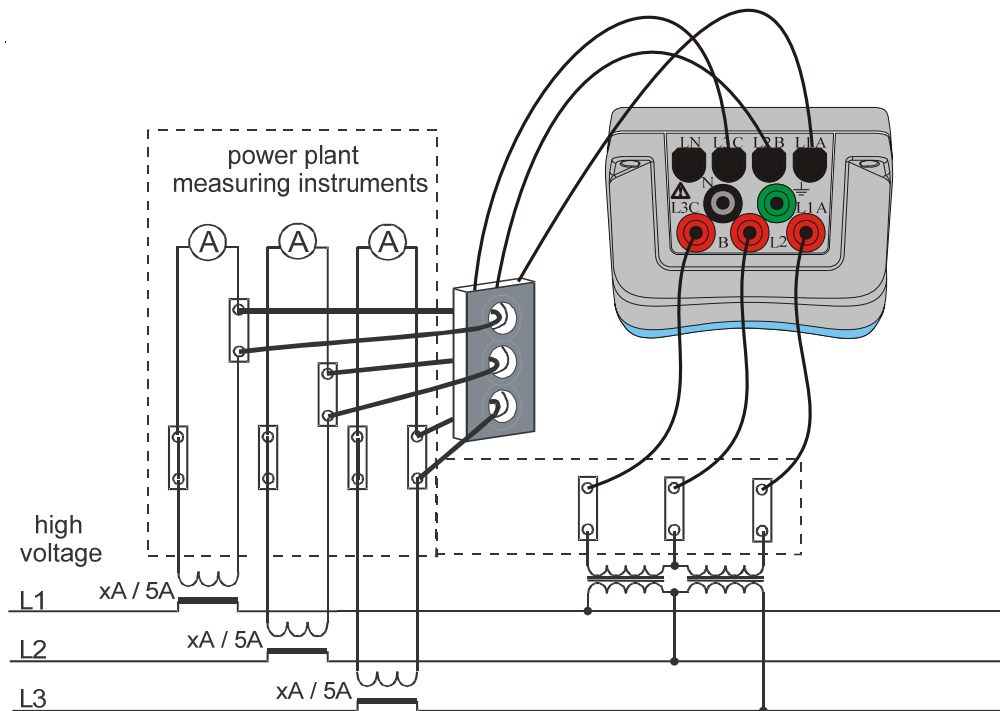 power plant
measuring instruments
A
A
A
LN L3C L2B L1A
N
L3C
L1A
B
L2
high
voltage
xA / 5A
L1
xA / 5A
L2
xA / 5A
L3